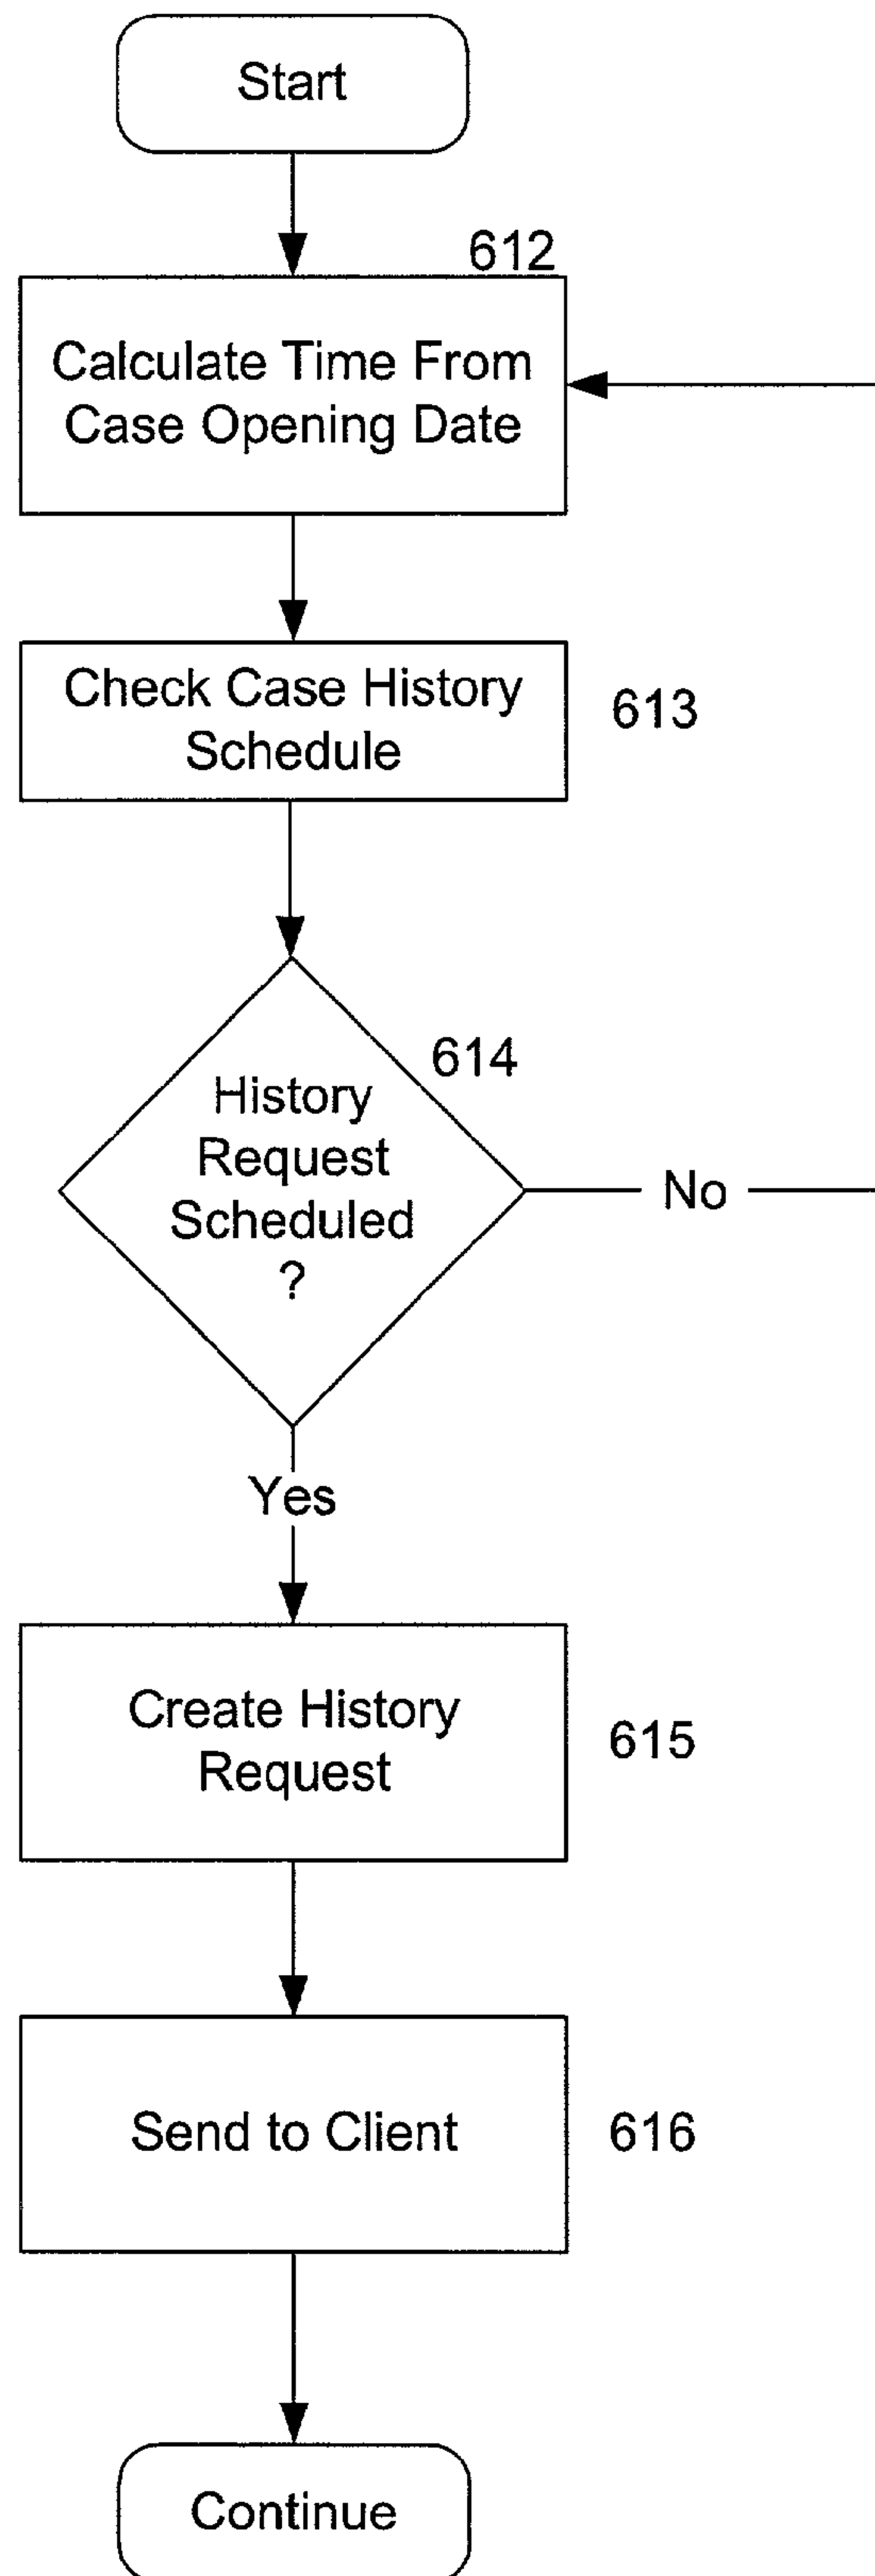 Start
612
Calculate Time From
Case Opening Date
Check Case History
Schedule
613
614
History
Request
Scheduled
?
No
Yes
Create History
Request
615
Send to Client
616
Continue